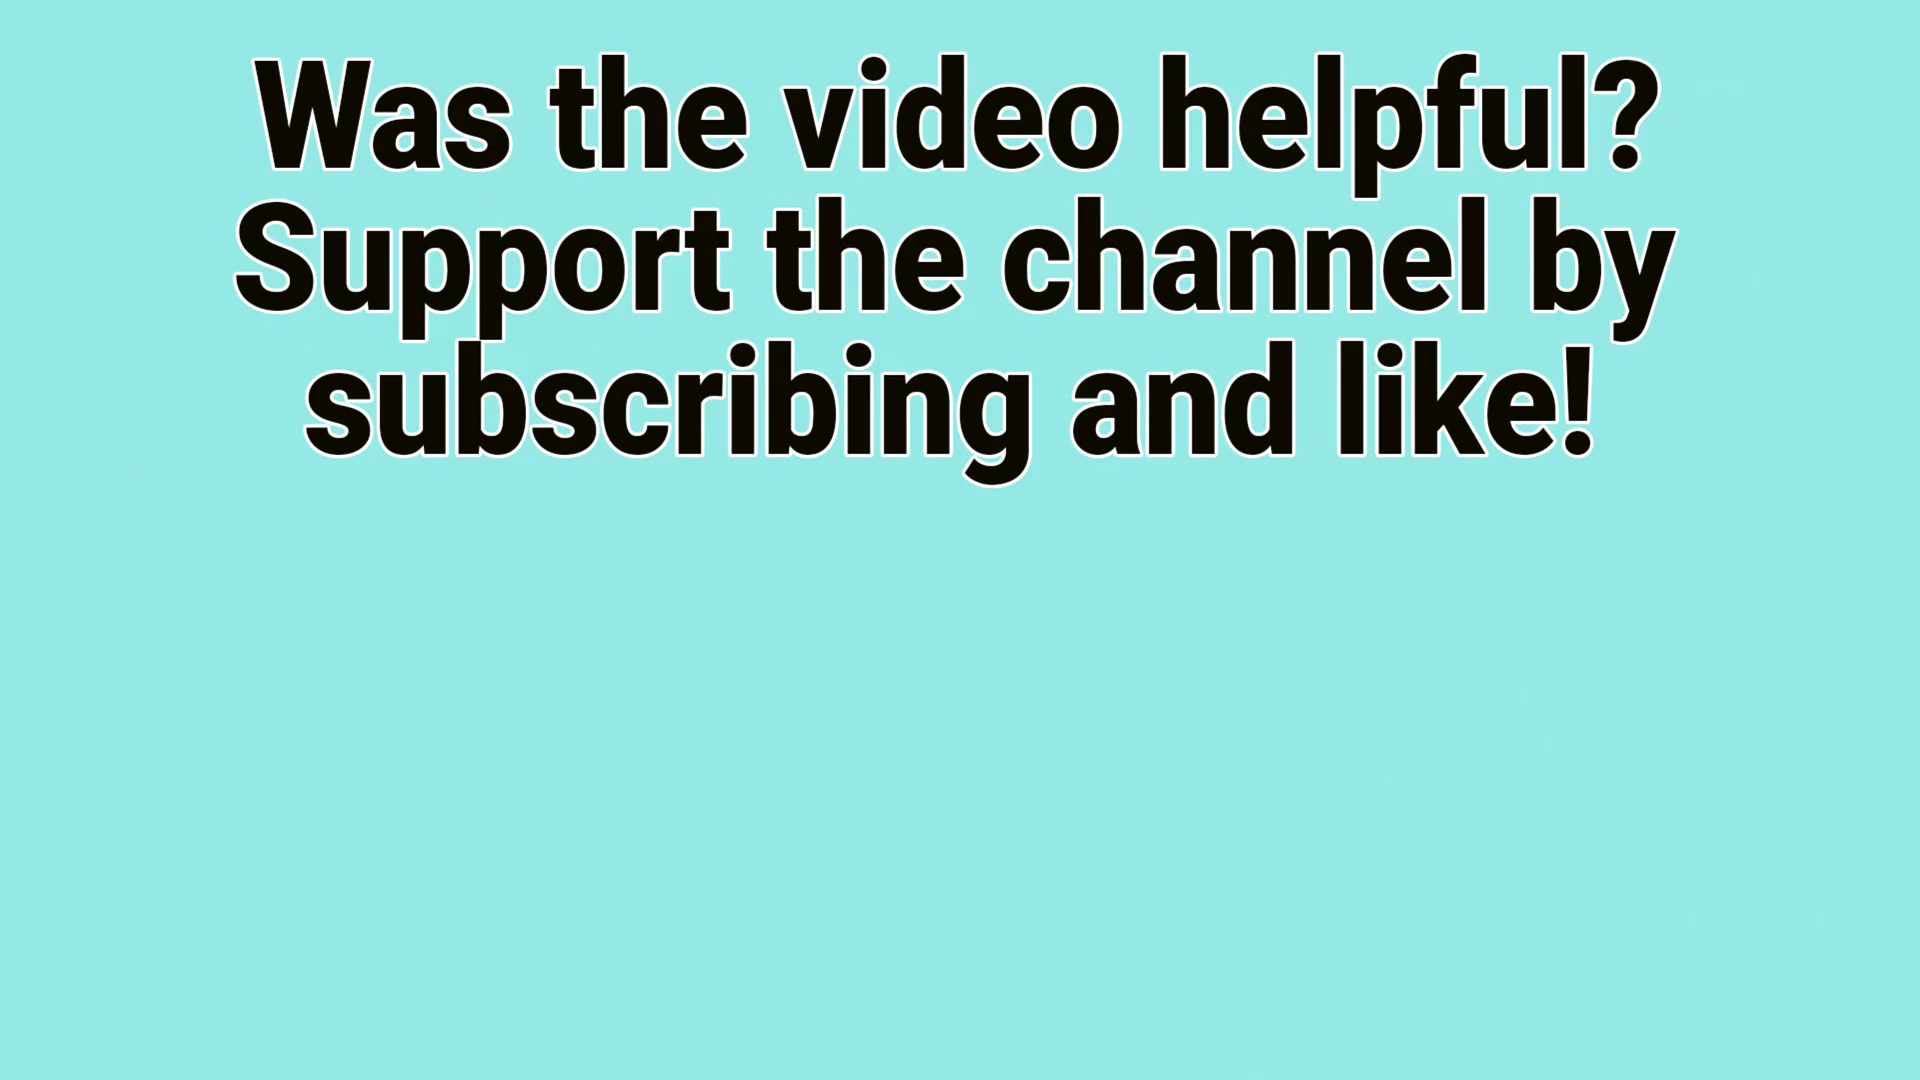 Was the video helpful?
Support the channel by
subscribing and like!